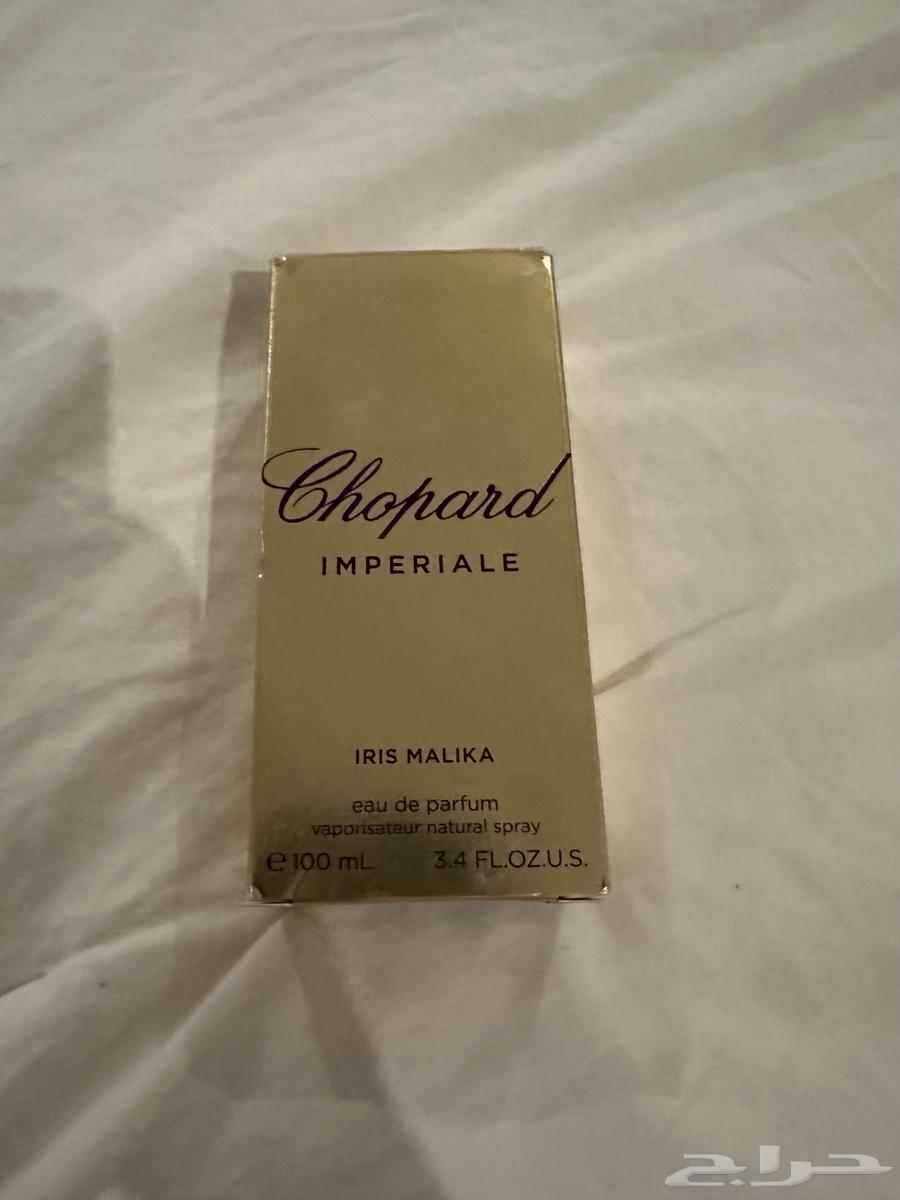 Chopard
IMPERIALE
IRIS MALIKA
eau de parfum
vaporisateur natural spray
e 100 mL 3.4 FL.OZ.U.S.
حراج